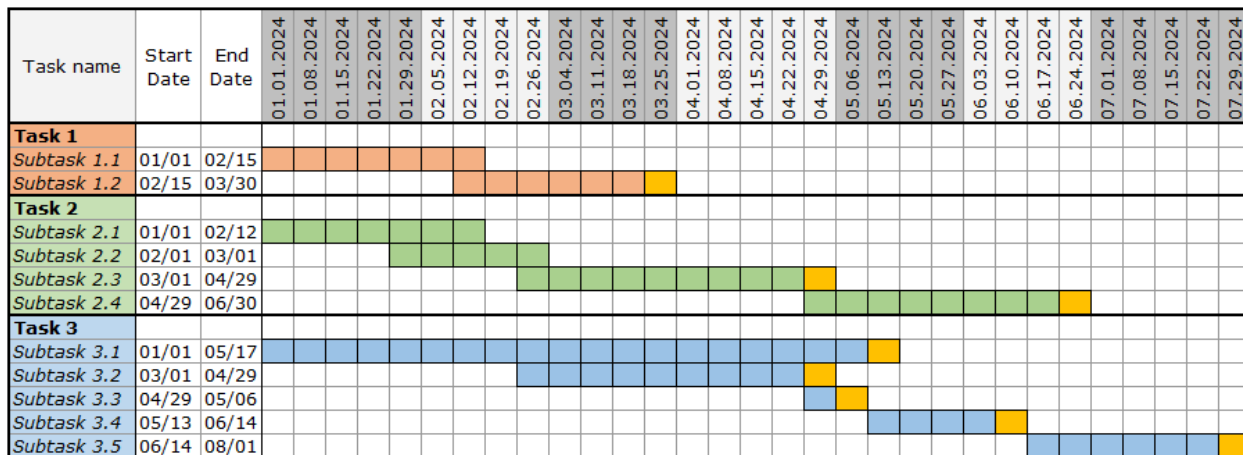 Task name Start Date End Date 01.01.2024 01.08.2024 01.15.2024 01.22.2024 01.29.2024 02.05.2024 02.12.2024 02.19.2024 02.26.2024 03.04.2024 03.11.2024 03.18.2024 03.25.2024 04.01.2024 04.08.2024 04.15.2024 04.22.2024 04.29.2024 05.06.2024 05.13.2024 05.20.2024 05.27.2024 06.03.2024 06.10.2024 06.17.2024 06.24.2024 07.01.2024 07.08.2024 07.15.2024 07.22.2024 07.29.2024
Task 1
Subtask 1.1 01/01 02/15
Subtask 1.2 02/15 03/30
Task 2
Subtask 2.1 01/01 02/12
Subtask 2.2 02/01 03/01
Subtask 2.3 03/01 04/29
Subtask 2.4 04/29 06/30
Task 3
Subtask 3.1 01/01 05/17
Subtask 3.2 03/01 04/29
Subtask 3.3 04/29 05/06
Subtask 3.4 05/13 06/14
Subtask 3.5 06/14 08/01